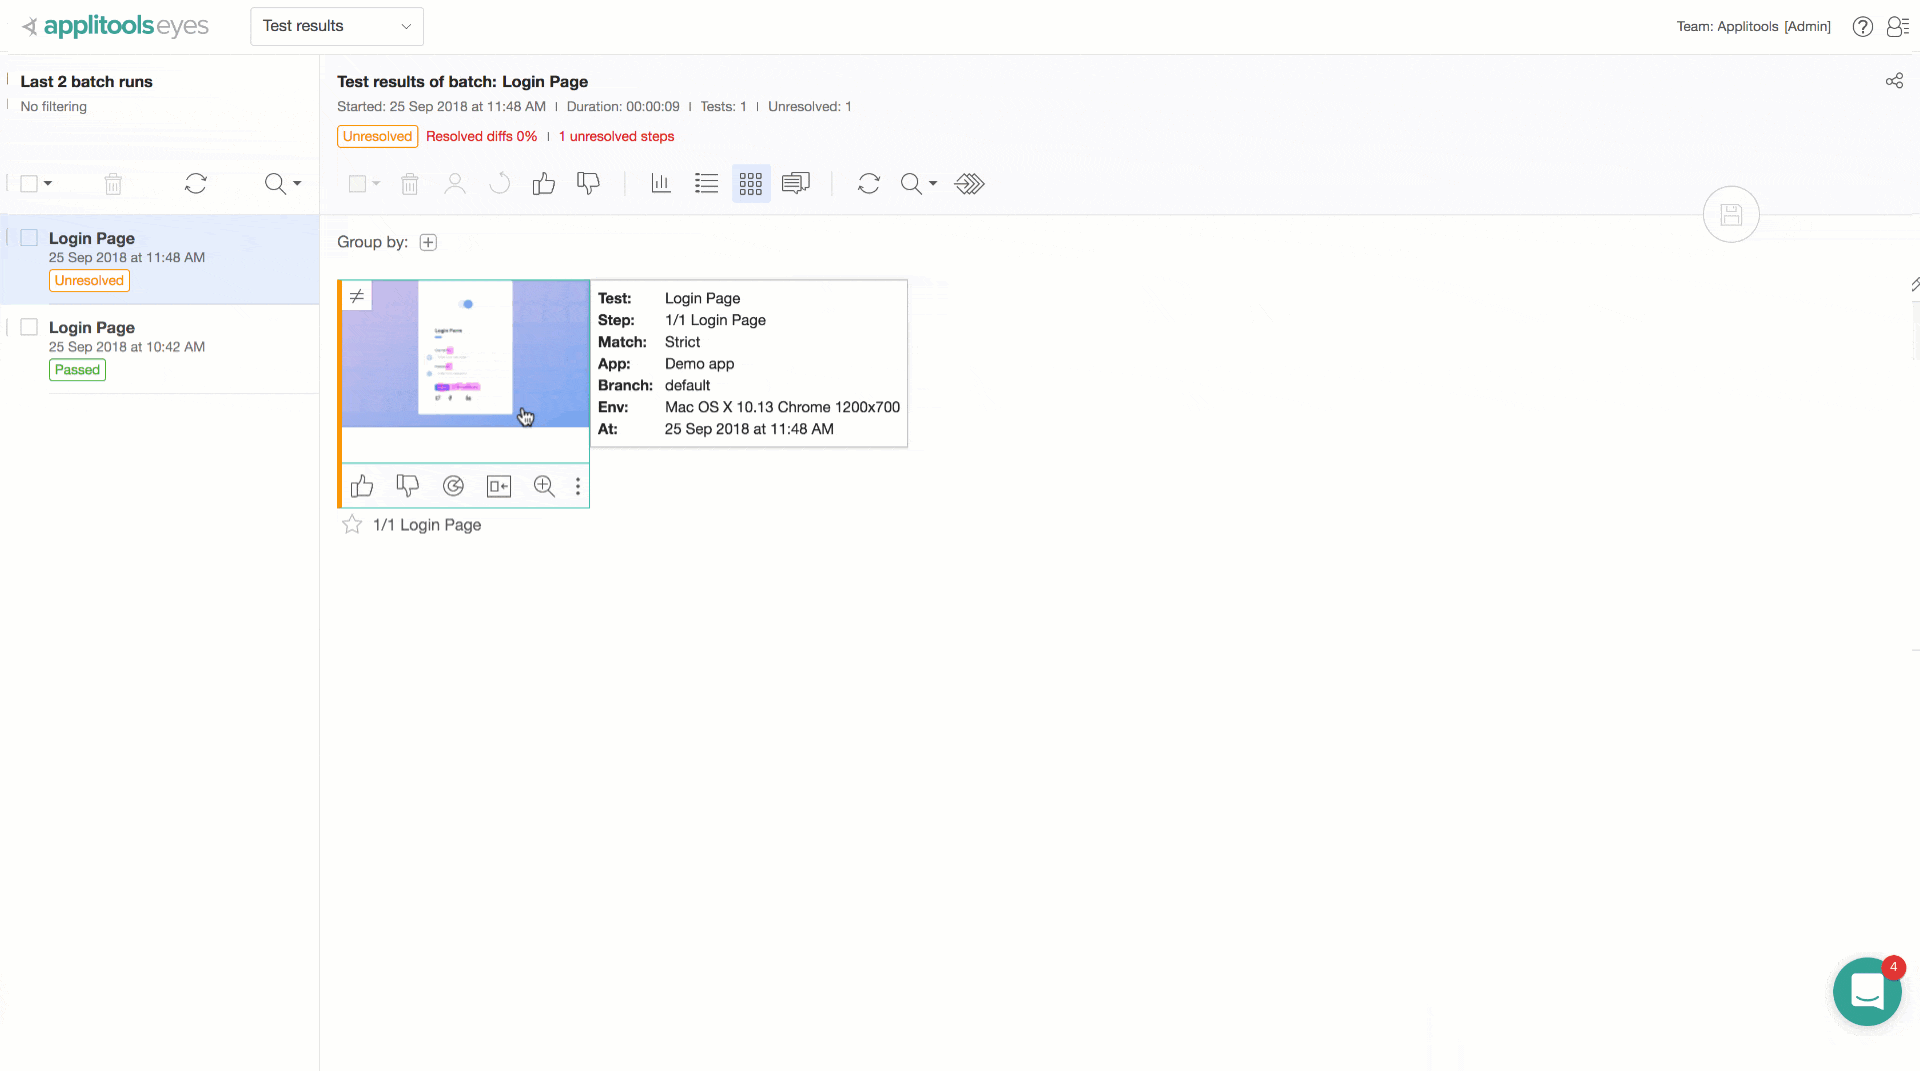 applitools eyes
Test results
Team: Applitools [Admin]
Last 2 batch runs
No filtering
Test results of batch: Login Page
Started: 25 Sep 2018 at 11:48 AM | Duration: 00:00:09 | Tests: 1 | Unresolved: 1
Unresolved Resolved diffs 0% | 1 unresolved steps
Login Page
25 Sep 2018 at 11:48 AM
Unresolved
Login Page
25 Sep 2018 at 10:42 AM
Passed
Group by:
≠
Login Form
Test: Login Page
Step: 1/1 Login Page
Match: Strict
App: Demo app
Branch: default
Env: Mac OS X 10.13 Chrome 1200x700
At: 25 Sep 2018 at 11:48 AM
1/1 Login Page
4